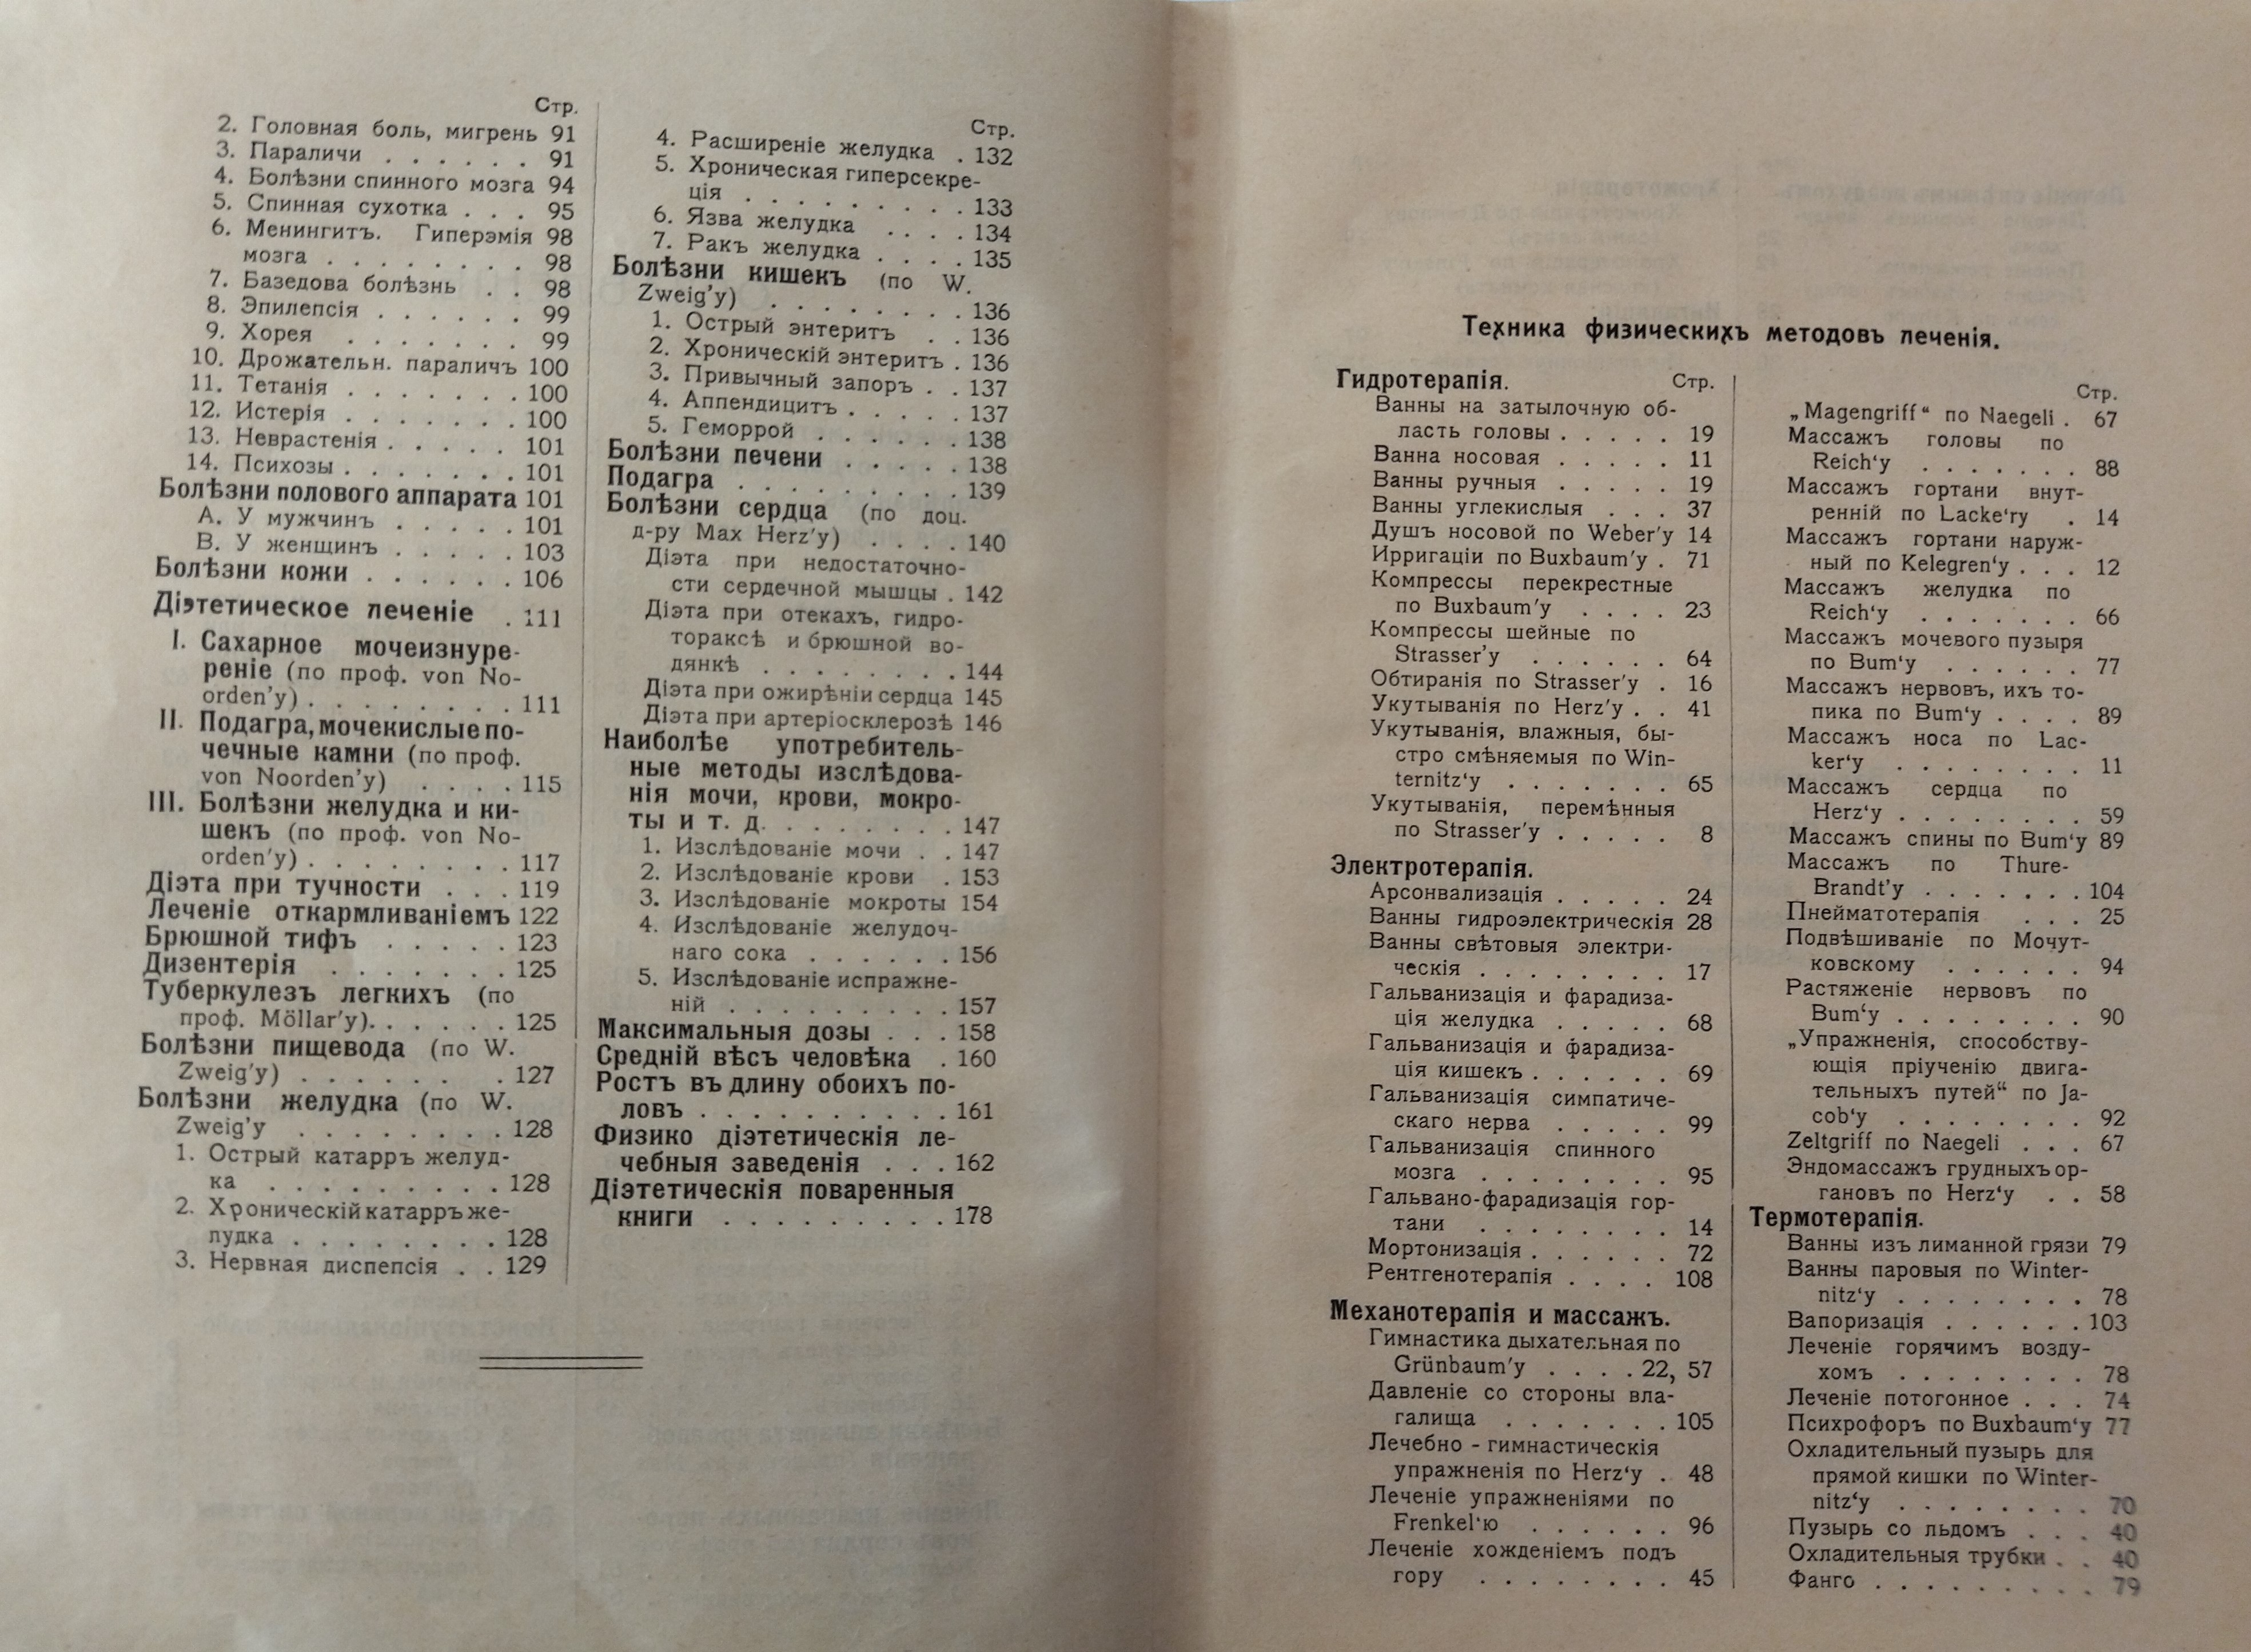 Стр.
2. Головная боль, мигрень 91
3. Параличи . . . . . . 91
4. Болѣзни спинного мозга 94
5. Спинная сухотка . . . 95
6. Менингитъ. Гиперэмія 98
мозга . . . . . . . . 98
7. Базедова болѣзнь . . 98
8. Эпилепсія . . . . . . 99
9. Хорея . . . . . . . 99
10. Дрожательн. параличъ 100
11. Тетанія . . . . . . . 100
12. Истерія . . . . . . . 100
13. Неврастенія . . . . . 101
14. Психозы . . . . . . . 101
Болѣзни полового аппарата 101
А. У мужчинъ . . . . . 101
В. У женщинъ . . . . . 103
Болѣзни кожи . . . . . . 106
Діэтетическое леченіе . 111
I. Сахарное мочеизнуре-
реніе (по проф. von No-
orden'у) . . . . . . . . 111
II. Подагра, мочекислые по-
чечные камни (по проф.
von Noorden'у) . . . . 115
III. Болѣзни желудка и ки-
шекъ (по проф. von No-
orden'у) . . . . . . . . 117
Діэта при тучности . . . 119
Леченіе откармливаніемъ 122
Брюшной тифъ . . . . . 123
Дизентерія . . . . . . . 125
Туберкулезъ легкихъ (по
проф. Möllar'у). . . . . . 125
Болѣзни пищевода (по W.
Zweig'у) . . . . . . . 127
Болѣзни желудка (по W.
Zweig'у . . . . . . . . 128
1. Острый катарръ желуд-
ка . . . . . . . . . 128
2. Хроническій катарръ же-
лудка . . . . . . . . 128
3. Нервная диспепсія . . 129
Стр.
4. Расширеніе желудка . 132
5. Хроническая гиперсекре-
ція . . . . . . . . . 133
6. Язва желудка . . . . 134
7. Ракъ желудка . . . . 135
Болѣзни кишекъ (по W.
Zweig'у) . . . . . . . 136
1. Острый энтеритъ . . 136
2. Хроническій энтеритъ . 136
3. Привычный запоръ . . 137
4. Аппендицитъ . . . . . 137
5. Геморрой . . . . . . 138
Болѣзни печени . . . . . 138
Подагра . . . . . . . . . 139
Болѣзни сердца (по доц.
д-ру Max Herz'у) . . . . 140
Діэта при недостаточно-
сти сердечной мышцы . 142
Діэта при отекахъ, гидро-
тораксѣ и брюшной во-
дянкѣ . . . . . . . . 144
Діэта при ожирѣніи сердца 145
Діэта при артеріосклерозѣ 146
Наиболѣе употребитель-
ные методы изслѣдова-
нія мочи, крови, мокро-
ты и т. д. . . . . . . . 147
1. Изслѣдованіе мочи . . 147
2. Изслѣдованіе крови . 153
3. Изслѣдованіе мокроты 154
4. Изслѣдованіе желудоч-
наго сока . . . . . . 156
5. Изслѣдованіе испражне-
ній . . . . . . . . . 157
Максимальныя дозы . . . 158
Средній вѣсъ человѣка . 160
Ростъ въ длину обоихъ по-
ловъ . . . . . . . . . . 161
Физико діэтетическія ле-
чебныя заведенія . . . 162
Діэтетическія поваренныя
книги . . . . . . . . . 178
Техника физическихъ методовъ леченія.
Гидротерапія. Стр.
Ванны на затылочную об-
ласть головы . . . . . 19
Ванна носовая . . . . . 11
Ванны ручныя . . . . . 19
Ванны углекислыя . . . 37
Душъ носовой по Weber'у 14
Ирригаціи по Buxbaum'у . 71
Компрессы перекрестные
по Buxbaum'у . . . . 23
Компрессы шейные по
Strasser'у . . . . . . 64
Обтиранія по Strasser'у . 16
Укутыванія по Herz'у . . 41
Укутыванія, влажныя, бы-
стро смѣняемыя по Win-
ternitz'у . . . . . . . 65
Укутыванія, перемѣнныя
по Strasser'у . . . . . 8
Электротерапія.
Арсонвализація . . . . . 24
Ванны гидроэлектрическія 28
Ванны свѣтовыя электри-
ческія . . . . . . . . 17
Гальванизація и фарадиза-
ція желудка . . . . . 68
Гальванизація и фарадиза-
ція кишекъ . . . . . . 69
Гальванизація симпатиче-
скаго нерва . . . . . 99
Гальванизація спинного
мозга . . . . . . . . 95
Гальвано-фарадизація гор-
тани . . . . . . . . 14
Мортонизація . . . . . . 72
Рентгенотерапія . . . . 108
Механотерапія и массажъ.
Гимнастика дыхательная по
Grünbaum'у . . . . 22, 57
Давленіе со стороны вла-
галища . . . . . . . 105
Лечебно - гимнастическія
упражненія по Herz'у . 48
Леченіе упражненіями по
Frenkel'ю . . . . . . 96
Леченіе хожденіемъ подъ
гору . . . . . . . . 45
Стр.
„Magengriff“ по Naegeli . 67
Массажъ головы по
Reich'у . . . . . . . 88
Массажъ гортани внут-
ренній по Lacke'ry . 14
Массажъ гортани наруж-
ный по Kelegren'у . . . 12
Массажъ желудка по
Reich'у . . . . . . . 66
Массажъ мочевого пузыря
по Bum'у . . . . . . 77
Массажъ нервовъ, ихъ то-
пика по Bum'у . . . . 89
Массажъ носа по Lac-
ker'у . . . . . . . . 11
Массажъ сердца по
Herz'у . . . . . . . . 59
Массажъ спины по Bum'у 89
Массажъ по Thure-
Brandt'у . . . . . . . 104
Пнейматотерапія . . . 25
Подвѣшиваніе по Мочут-
ковскому . . . . . . 94
Растяженіе нервовъ по
Bum'у . . . . . . . . 90
„Упражненія, способству-
ющія пріученію двига-
тельныхъ путей“ по Ja-
cob'у . . . . . . . . 92
Zeltgriff по Naegeli . . . 67
Эндомассажъ грудныхъ ор-
гановъ по Herz'у . . 58
Термотерапія.
Ванны изъ лиманной грязи 79
Ванны паровыя по Winter-
nitz'у . . . . . . . . 78
Вапоризація . . . . . . 103
Леченіе горячимъ возду-
хомъ . . . . . . . . 78
Леченіе потогонное . . . 74
Психрофоръ по Buxbaum'у 77
Охладительный пузырь для
прямой кишки по Winter-
nitz'у . . . . . . . . 70
Пузырь со льдомъ . . . 40
Охладительныя трубки . . 40
Фанго . . . . . . . . . 79